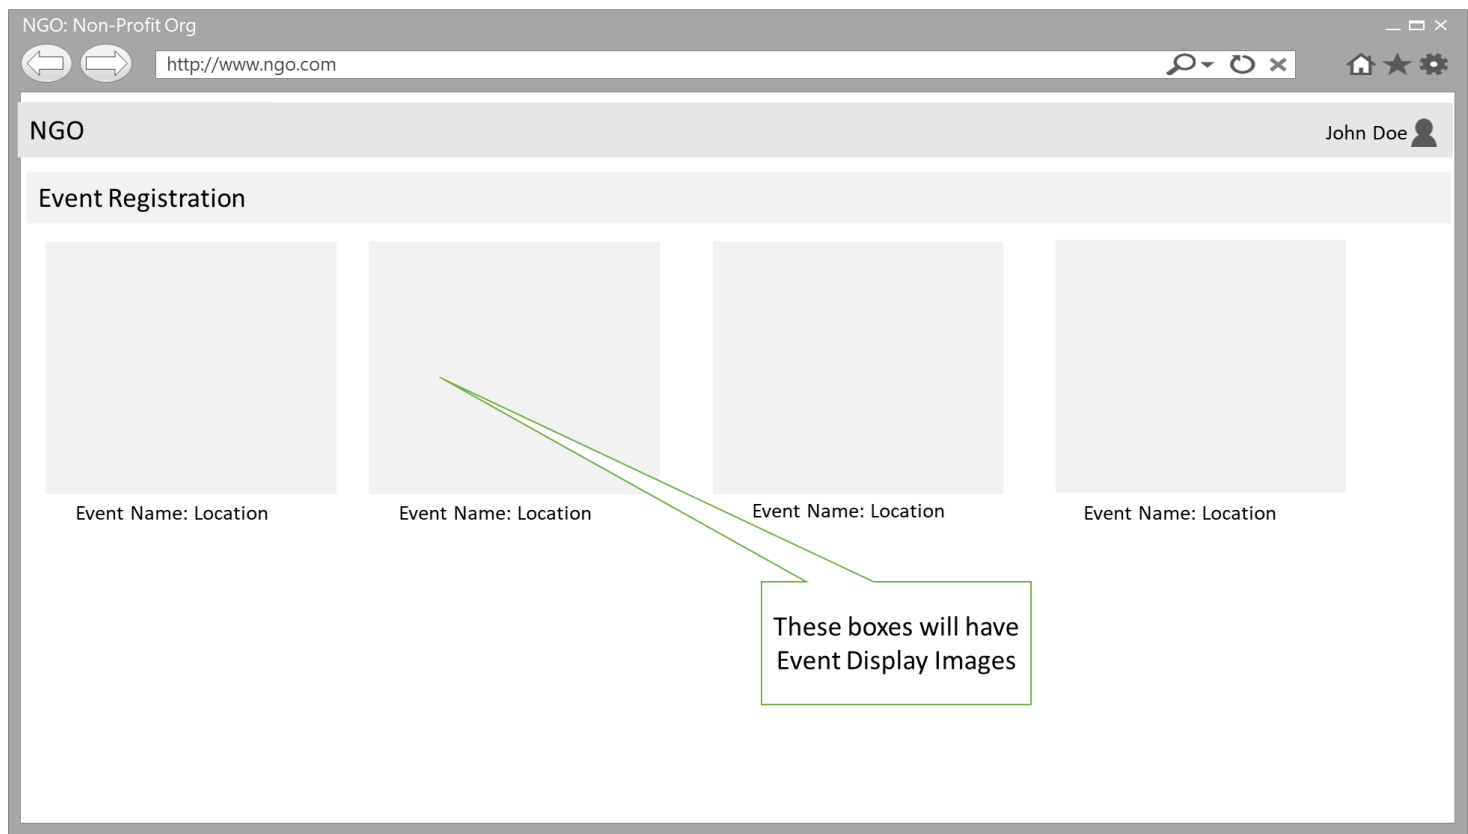 NGO: Non-Profit Org
http://www.ngo.com
NGO
John Doe
Event Registration
Event Name: Location
Event Name: Location
Event Name: Location
Event Name: Location
These boxes will have
Event Display Images